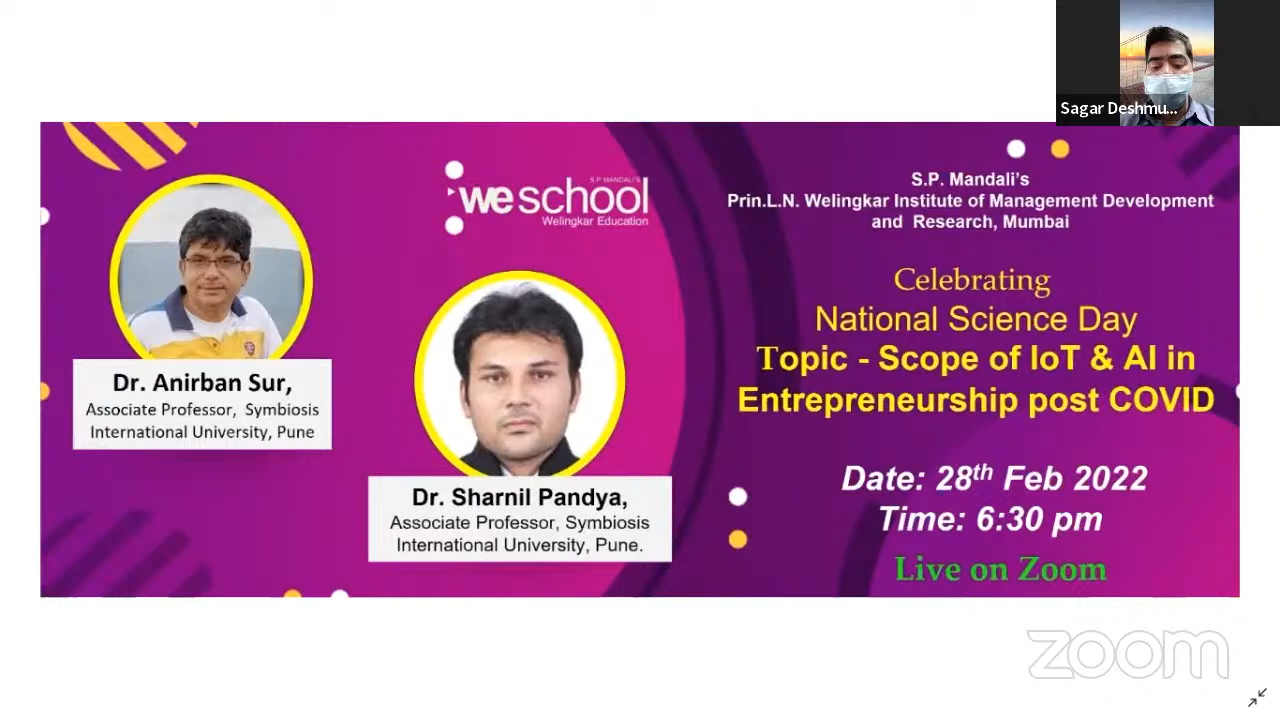 Sagar Deshmu...
S.P. MANDALI'S
we school
Welingkar Education
S.P. Mandali's
Prin.L.N. Welingkar Institute of Management Development
and Research, Mumbai
Celebrating
National Science Day
Topic - Scope of IoT & AI in
Entrepreneurship post COVID
Date: 28th Feb 2022
Time: 6:30 pm
Live on Zoom
Dr. Anirban Sur,
Associate Professor, Symbiosis
International University, Pune
Dr. Sharnil Pandya,
Associate Professor, Symbiosis
International University, Pune.
zoom